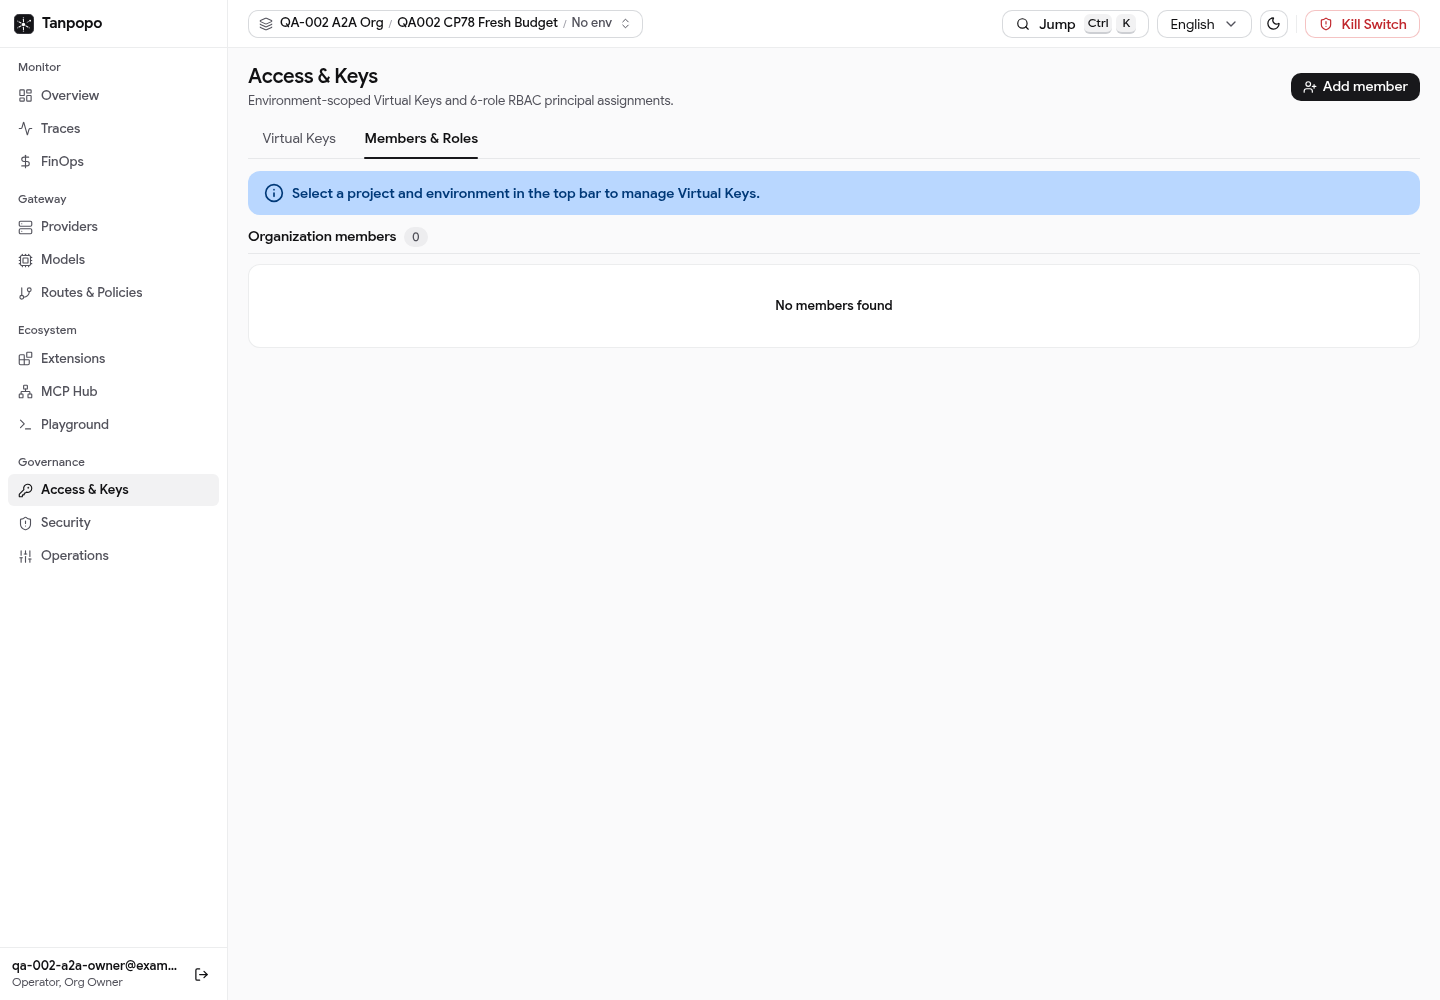 Tanpopo
QA-002 A2A Org / QA002 CP78 Fresh Budget / No env
Jump Ctrl K
English
Kill Switch
Monitor
Overview
Traces
FinOps
Gateway
Providers
Models
Routes & Policies
Ecosystem
Extensions
MCP Hub
Playground
Governance
Access & Keys
Security
Operations
qa-002-a2a-owner@exam...
Operator, Org Owner
Access & Keys
Environment-scoped Virtual Keys and 6-role RBAC principal assignments.
Add member
Virtual Keys
Members & Roles
Select a project and environment in the top bar to manage Virtual Keys.
Organization members 0
No members found